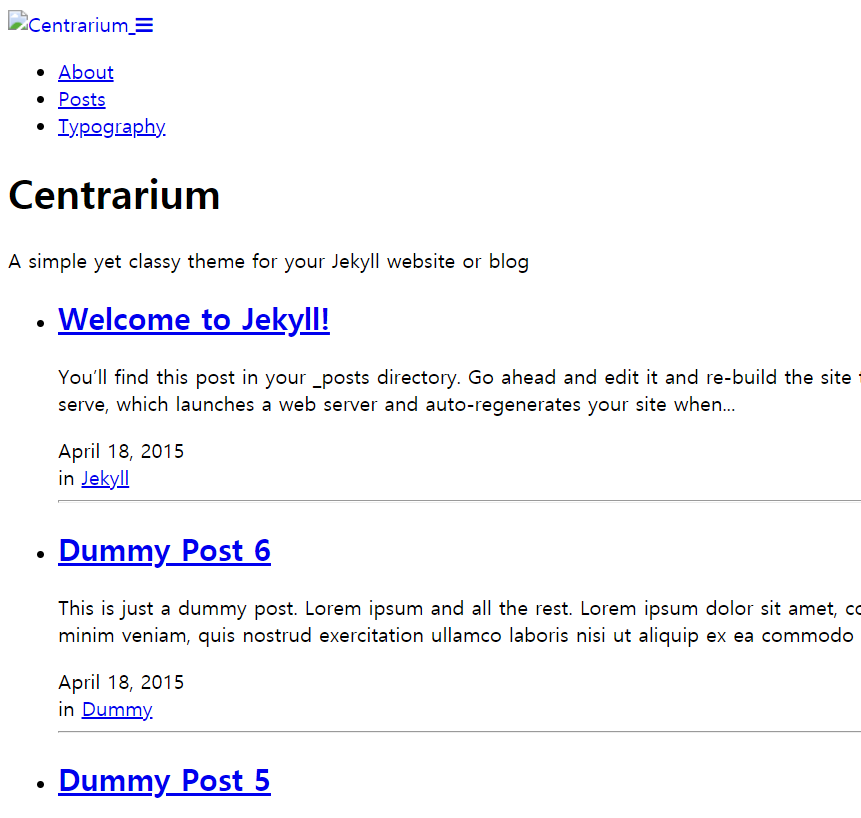 Centrarium
About
Posts
Typography
Centrarium
A simple yet classy theme for your Jekyll website or blog
Welcome to Jekyll!
You’ll find this post in your _posts directory. Go ahead and edit it and re-build the site
serve, which launches a web server and auto-regenerates your site when...
April 18, 2015
in Jekyll
Dummy Post 6
This is just a dummy post. Lorem ipsum and all the rest. Lorem ipsum dolor sit amet,
minim veniam, quis nostrud exercitation ullamco laboris nisi ut aliquip ex ea commodo
April 18, 2015
in Dummy
Dummy Post 5